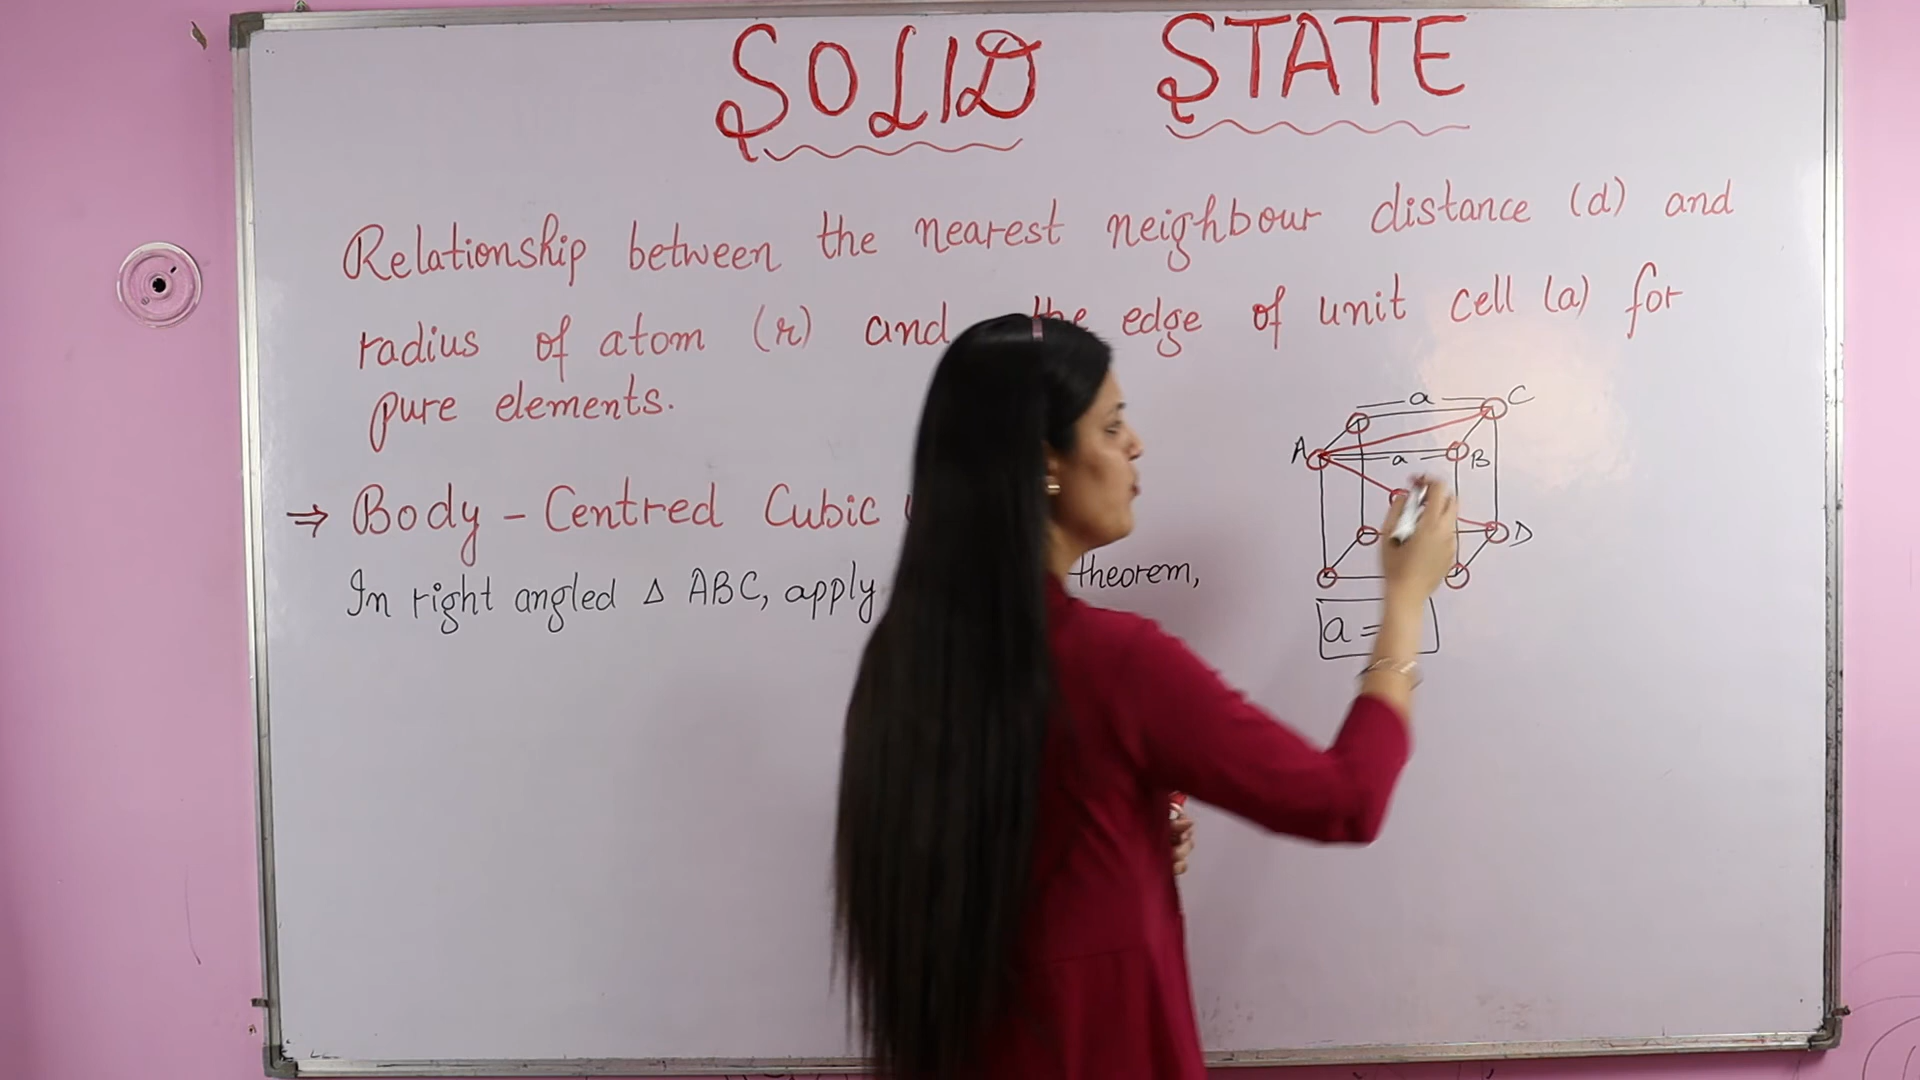 SOLID STATE
Relationship between the nearest neighbour distance (d) and
radius of atom (r) and the edge of unit cell (a) for
pure elements.
⇒ Body - Centred Cubic
In right angled Δ ABC, apply theorem,
a
C
A
a
B
D
a =